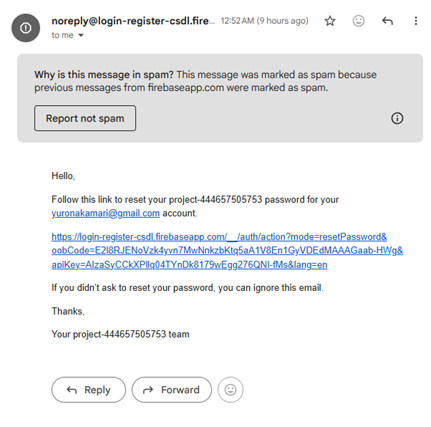 noreply@login-register-csdl.fire... 12:52 AM (9 hours ago)
to me
Why is this message in spam? This message was marked as spam because
previous messages from firebaseapp.com were marked as spam.
Report not spam
Hello,
Follow this link to reset your project-444657505753 password for your
yuronakamari@gmail.com account.
https://login-register-csdl.firebaseapp.com/__/auth/action?mode=resetPassword&
oobCode=E2I8RJENoVzk4yvn7MwNnkzbKtq5aA1V8En1GyVDEdMAAAGaab-HWg&
apiKey=AIzaSyCCkXPllq04TYnDk8179wEgg276QNI-fMs&lang=en
If you didn't ask to reset your password, you can ignore this email.
Thanks,
Your project-444657505753 team
Reply Forward